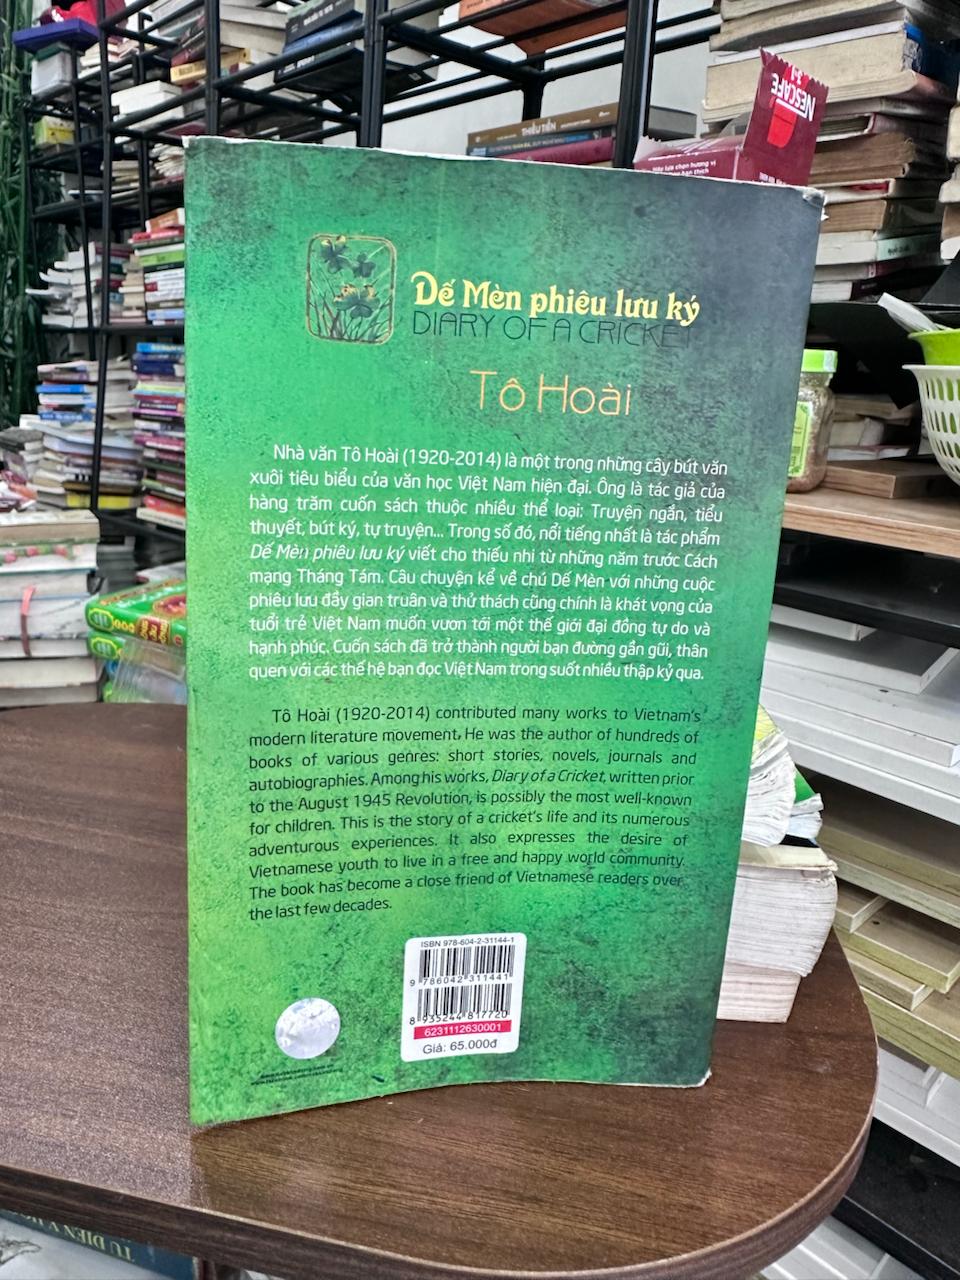 THIÊU TIẾN
NESCAFÉ
3in1
Dế Mèn phiêu lưu ký
DIARY OF A CRICKET
Tô Hoài
Nhà văn Tô Hoài (1920-2014) là một trong những cây bút văn
xuôi tiêu biểu của văn học Việt Nam hiện đại. Ông là tác giả của
hàng trăm cuốn sách thuộc nhiều thể loại: Truyện ngắn, tiểu
thuyết, bút ký, tự truyện... Trong số đó, nổi tiếng nhất là tác phẩm
Dế Mèn phiêu lưu ký viết cho thiếu nhi từ những năm trước Cách
mạng Tháng Tám. Câu chuyện kể về chú Dế Mèn với những cuộc
phiêu lưu đầy gian truân và thử thách cũng chính là khát vọng của
tuổi trẻ Việt Nam muốn vươn tới một thế giới đại đồng tự do và
hạnh phúc. Cuốn sách đã trở thành người bạn đường gần gũi, thân
quen với các thế hệ bạn đọc Việt Nam trong suốt nhiều thập kỷ qua.
Tô Hoài (1920-2014) contributed many works to Vietnam's
modern literature movement. He was the author of hundreds of
books of various genres: short stories, novels, journals and
autobiographies. Among his works, Diary of a Cricket, written prior
to the August 1945 Revolution, is possibly the most well-known
for children. This is the story of a cricket's life and its numerous
adventurous experiences. It also expresses the desire of
Vietnamese youth to live in a free and happy world community.
The book has become a close friend of Vietnamese readers over
the last few decades.
ISBN 978-604-2-31144-1
9 786042 311441
8 935244 817720
6231112630001
Giá: 65.000đ
TỪ ĐIỂN Y HỌC